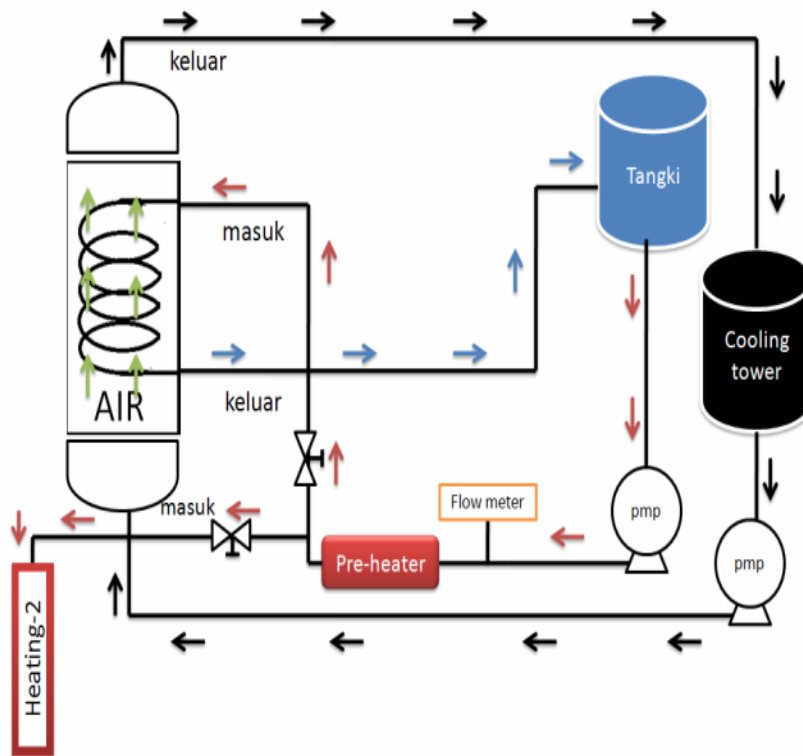 keluar
Tangki
masuk
Cooling
tower
AIR
keluar
Flow meter
masuk
pmp
Pre-heater
pmp
Heating-2